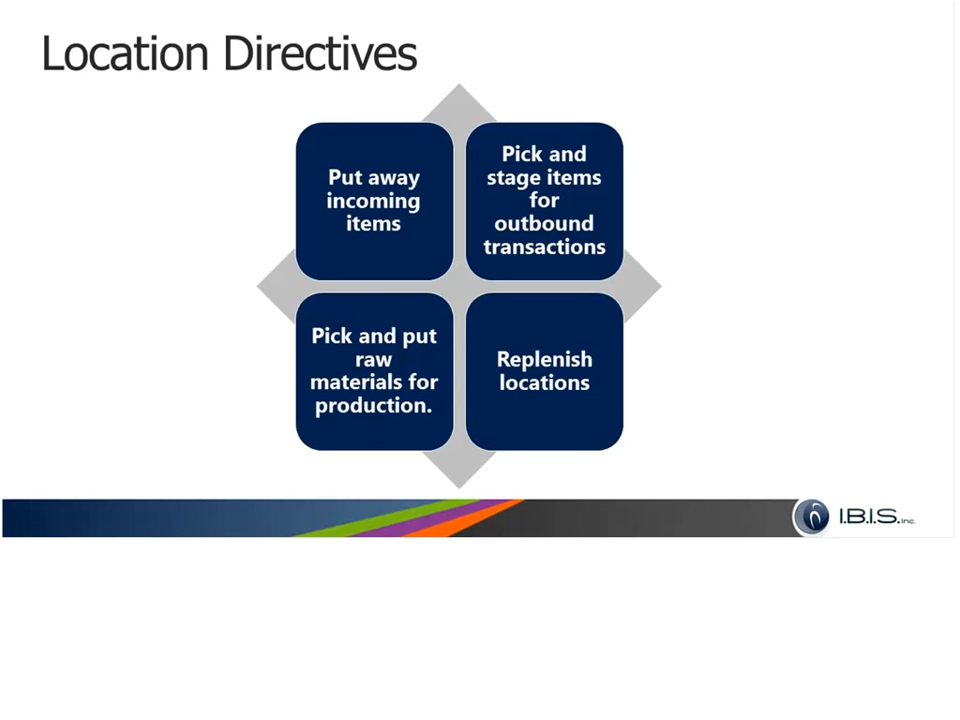 Location Directives
Put away
incoming
items
Pick and
stage items
for
outbound
transactions
Pick and put
raw
materials for
production.
Replenish
locations
I.B.I.S. Inc.